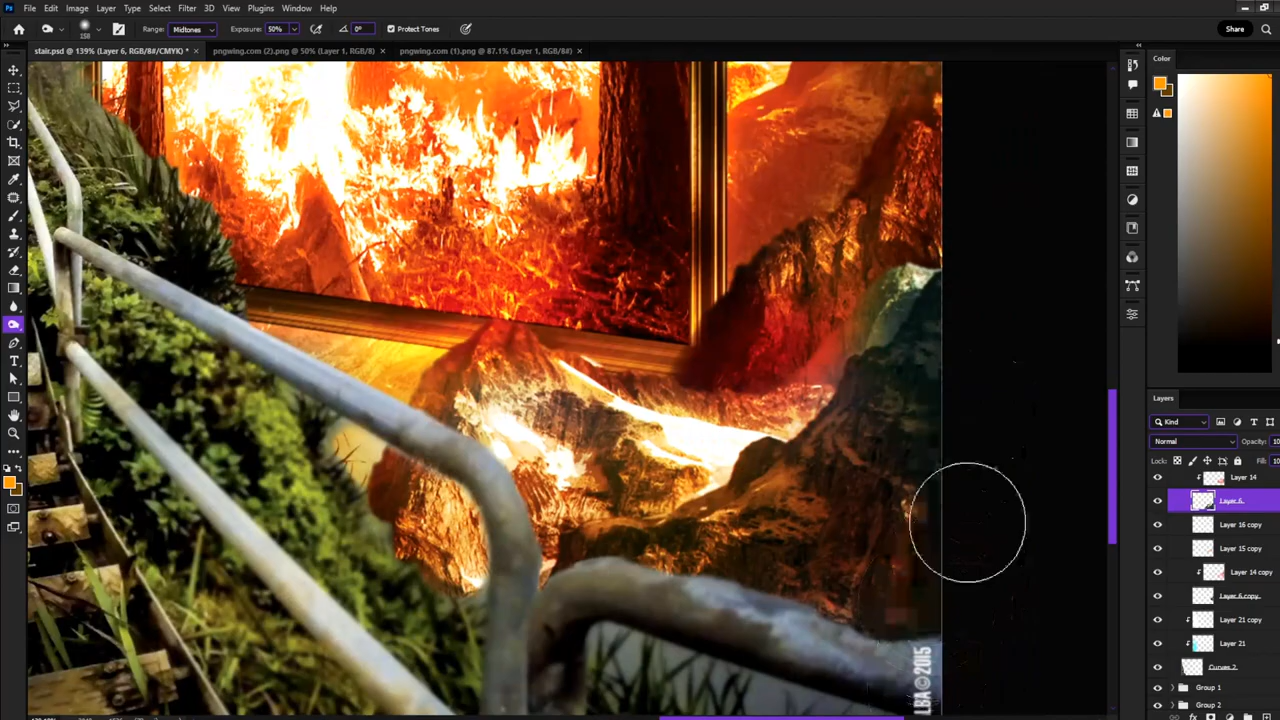 Ps File Edit Image Layer Type Select Filter 3D View Plugins Window Help
158 Range: Midtones Exposure: 50% 0° Protect Tones Share
stair.psd @ 139% (Layer 6, RGB/8#/CMYK) * × pngwing.com (2).png @ 50% (Layer 1, RGB/8) × pngwing.com (1).png @ 87.1% (Layer 1, RGB/8#) ×
Color
Layers
Kind
Normal Opacity: 10
Lock: Fill: 10
Layer 14
Layer 6
Layer 16 copy
Layer 15 copy
Layer 14 copy
Layer 6 copy
Layer 21 copy
Layer 21
Curves 2
Group 1
Group 2
LBA©2015